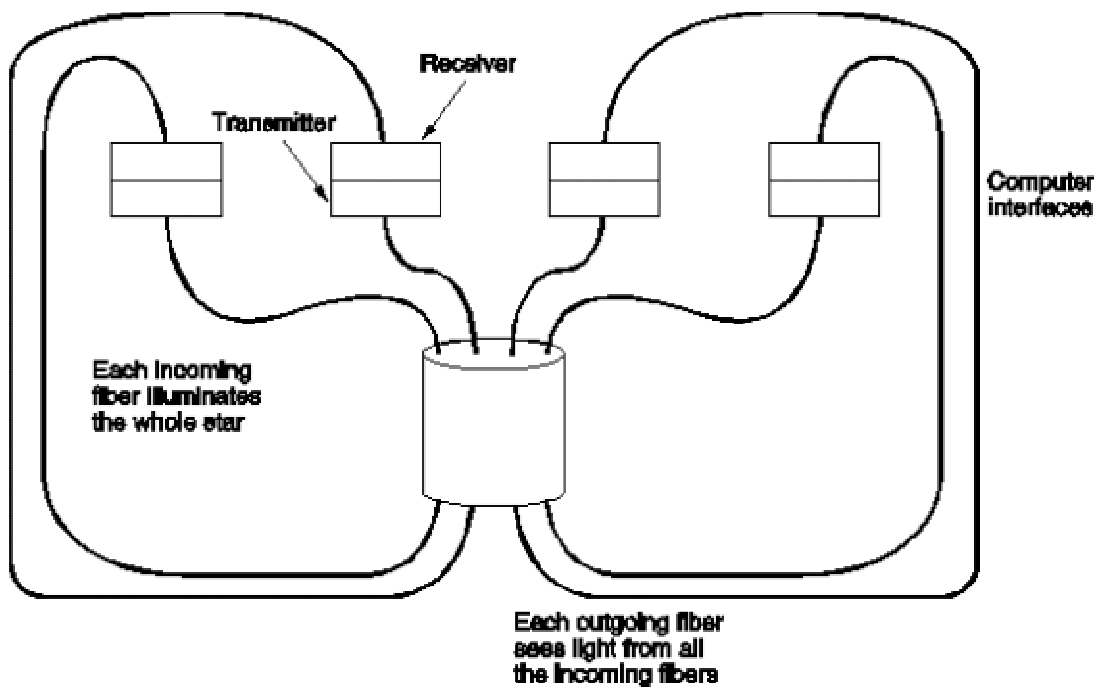 Receiver
Transmitter
Computer
interfaces
Each incoming
fiber illuminates
the whole star
Each outgoing fiber
sees light from all
the incoming fibers